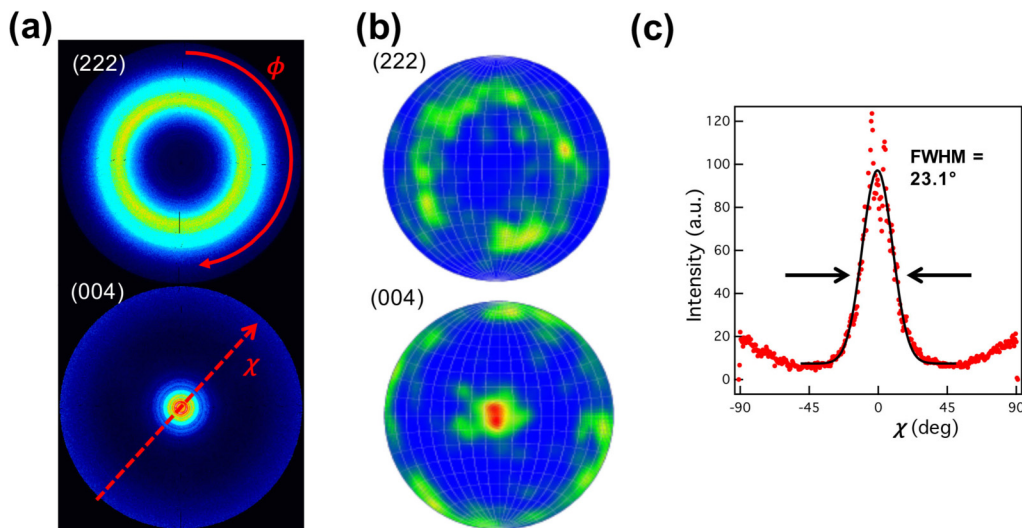 (a)
(222)
ϕ
(004)
χ
(b)
(222)
(004)
(c)
Intensity (a.u.)
120
100
80
60
40
20
0
FWHM =
23.1°
-90 -45 0 45 90
χ (deg)